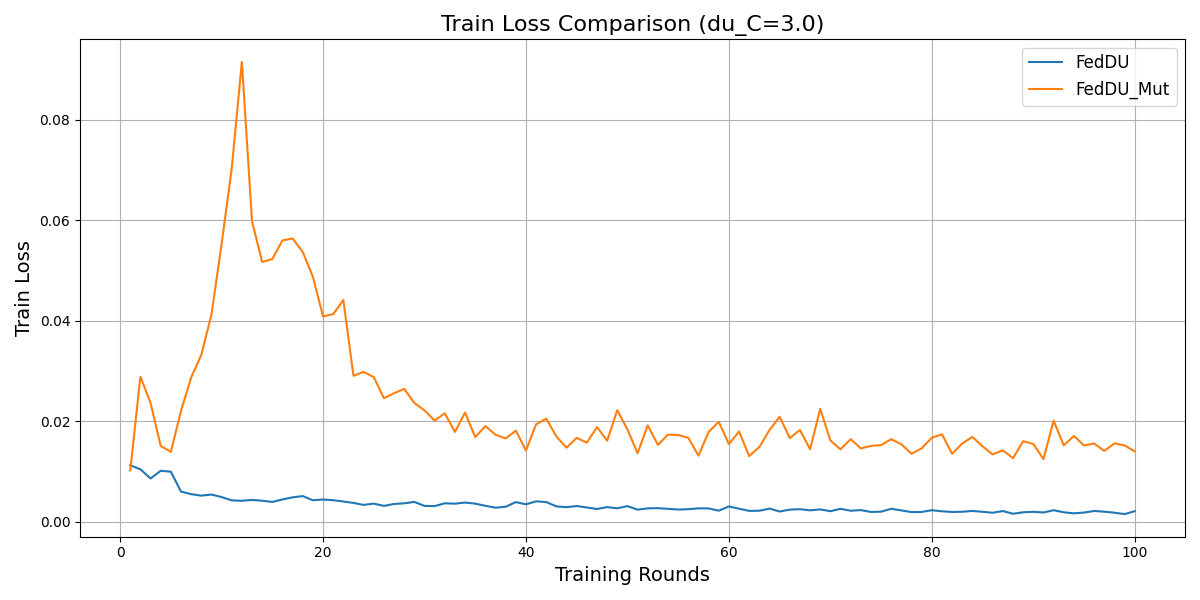 Train Loss Comparison (du_C=3.0)
FedDU
FedDU_Mut
Train Loss
0.08
0.06
0.04
0.02
0.00
0 20 40 60 80 100
Training Rounds